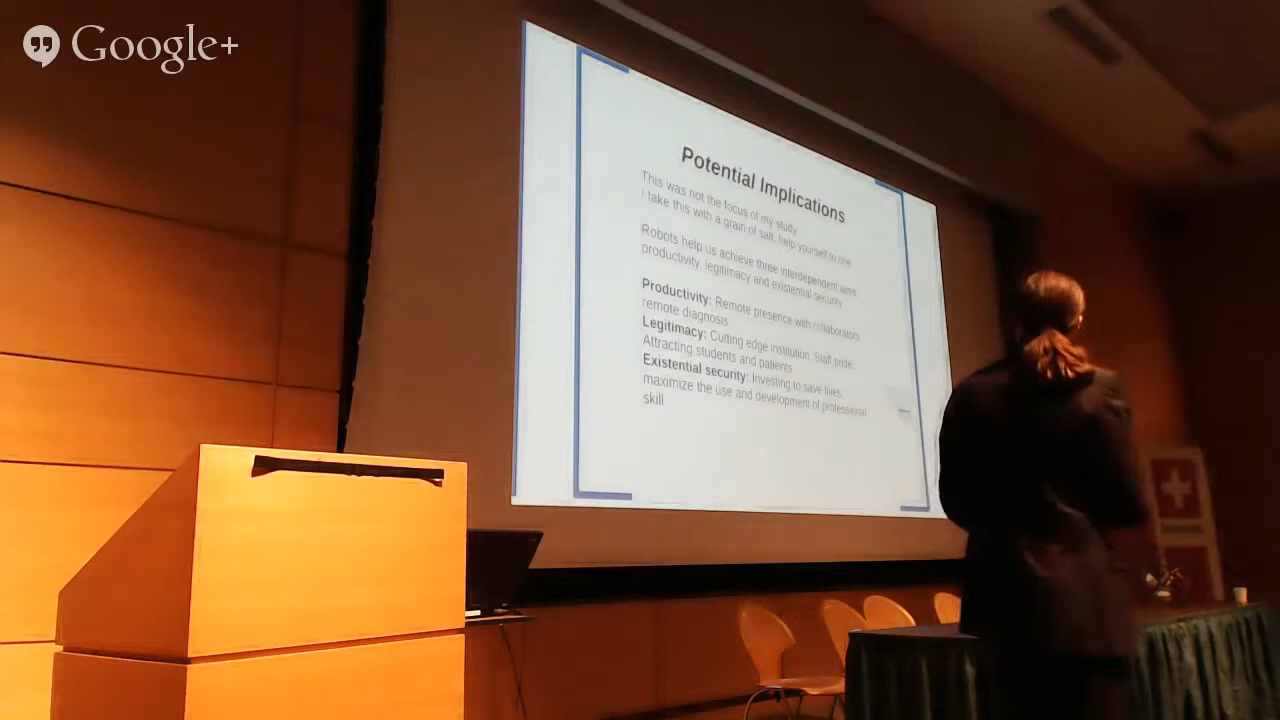 Google+
Potential Implications
This was not the focus of my study
I take this with a grain of salt, help yourself to one
Robots help us achieve three interdependent aims
productivity, legitimacy and existential security
Productivity: Remote presence with collaborators
remote diagnosis
Legitimacy: Cutting edge institution. Staff pride.
Attracting students and patients
Existential security: Investing to save lives,
maximize the use and development of professional
skill